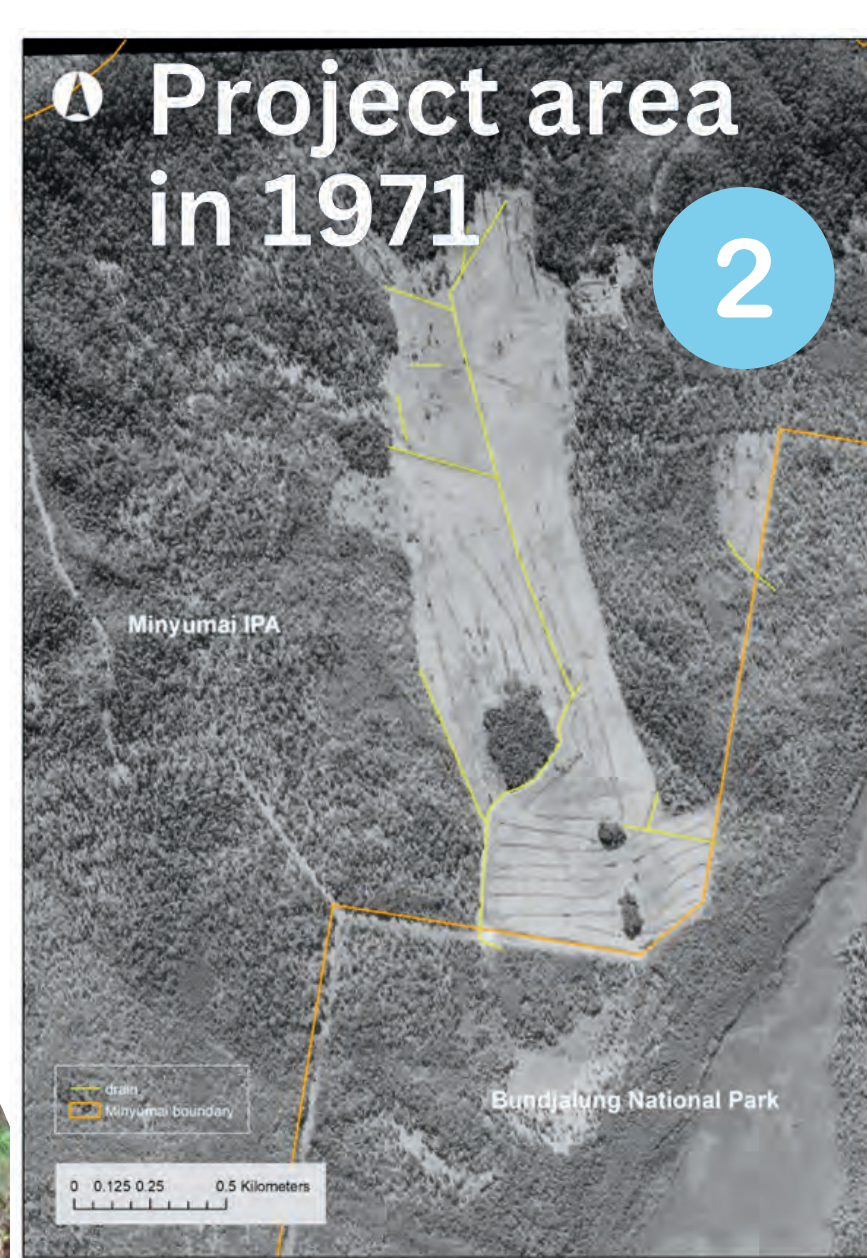 Project area
in 1971
2
Minyumai IPA
drain
Minyumai boundary
Bundjalung National Park
0 0.125 0.25 0.5 Kilometers